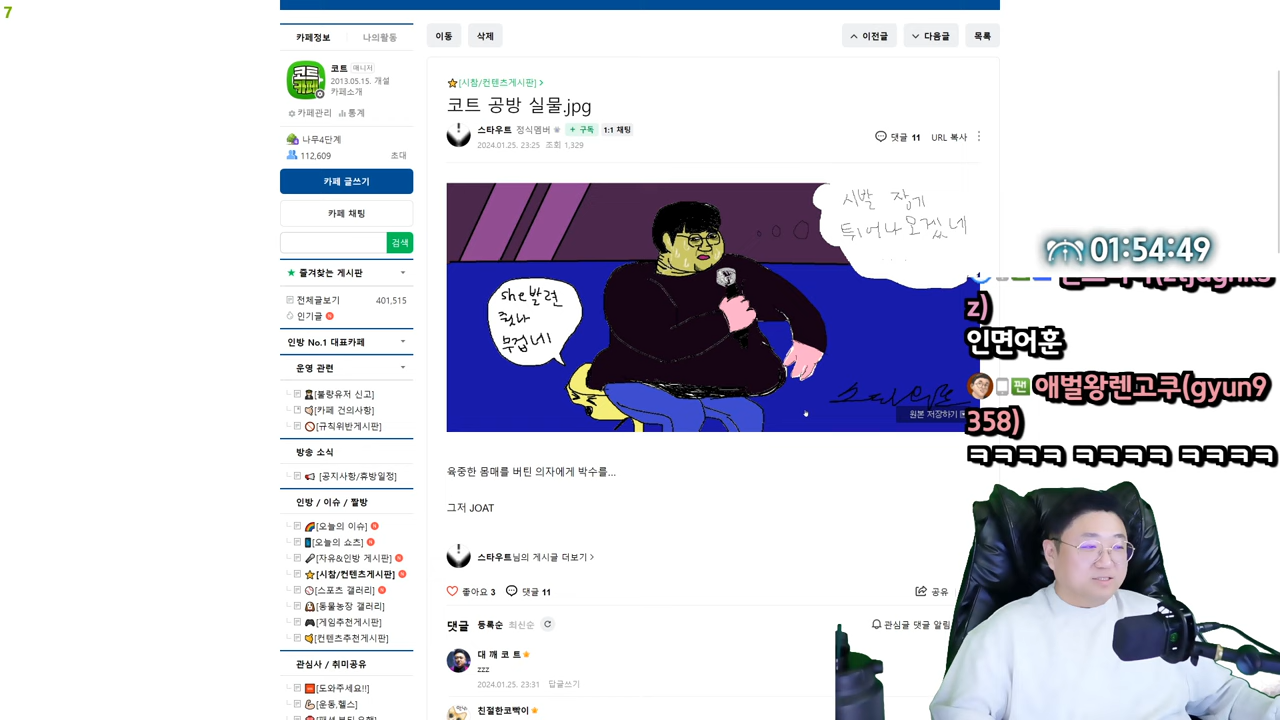 7
카페정보
나의활동
이동
삭제
이전글
다음글
목록
코트 매니저
2013.05.15. 개설
카페소개
카페관리 통계
나무4단계
112,609
초대
카페 글쓰기
카페 채팅
검색
즐겨찾는 게시판
전체글보기
401,515
인기글
인방 No.1 대표카페
운영 관련
[불량유저 신고]
[카페 건의사항]
[규칙위반게시판]
방송 소식
[공지사항/휴방일정]
인방 / 이슈 / 짤방
[오늘의 이슈]
[오늘의 쇼츠]
[자유&인방 게시판]
[시참/컨텐츠게시판]
[스포츠 갤러리]
[동물농장 갤러리]
[게임추천게시판]
[컨텐츠추천게시판]
관심사 / 취미공유
[도와주세요!!]
[운동,헬스]
[시참/컨텐츠게시판]
코트 공방 실물.jpg
스타우트 정식멤버 + 구독 1:1 채팅
2024.01.25. 23:25 조회 1,329
댓글 11
URL 복사
시발 잡기
튀어나 모겠네
she발련
줫나
무겁네
스타우트
원본 저장하기
육중한 몸매를 버틴 의자에게 박수를...
그저 JOAT
스타우트님의 게시글 더보기
좋아요 3
댓글 11
공유
댓글 등록순 최신순
관심글 댓글 알림
대 깨 코 트
zzz
2024.01.25. 23:31 답글쓰기
친절한코빡이
01:54:49
z)
인면어훈
팬 애벌왕렌고쿠(gyun9
358)
ㅋㅋㅋㅋ ㅋㅋㅋㅋ ㅋㅋㅋㅋ